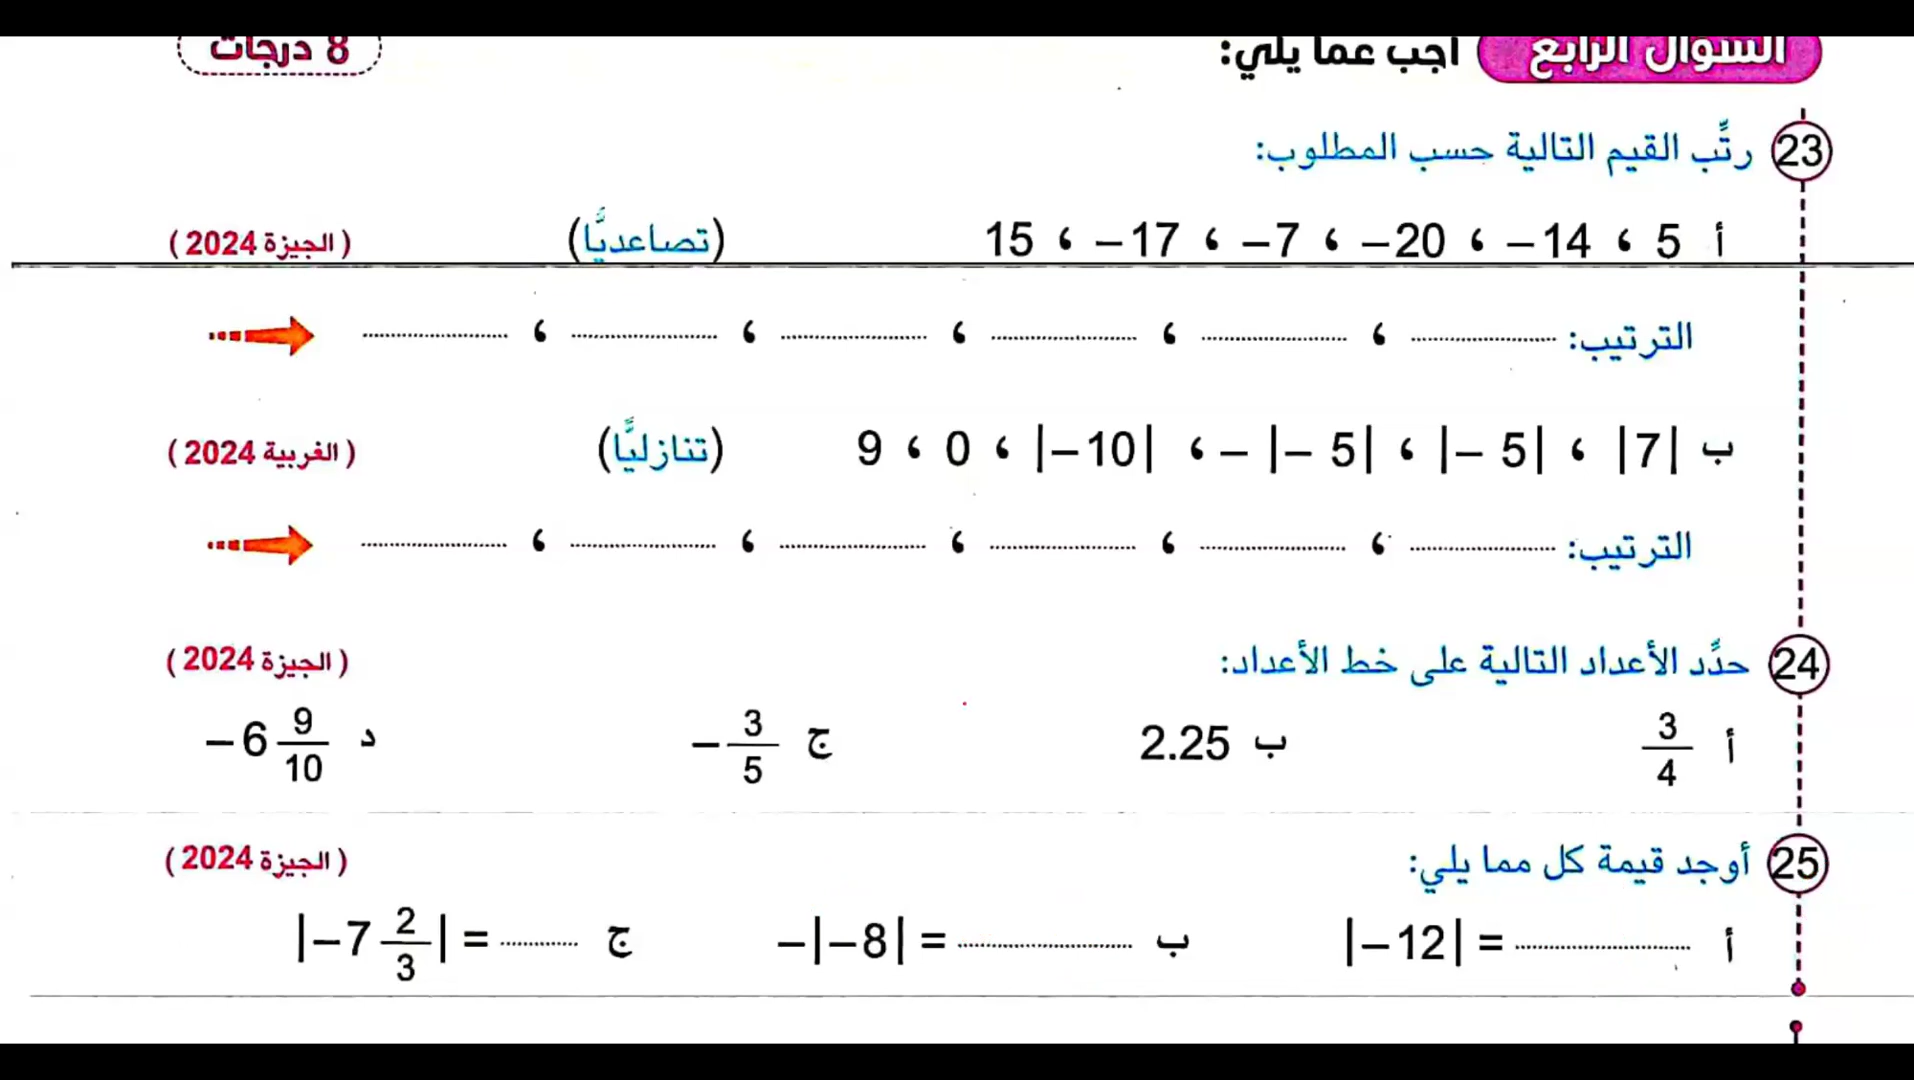 السؤال الرابع أجب عما يلي: 8 درجات
23 رتِّب القيم التالية حسب المطلوب:
أ 5 ، −14 ، −20 ، −7 ، −17 ، 15 (تصاعديًّا) (الجيزة 2024)
الترتيب: ............ ، ............ ، ............ ، ............ ، ............ ، ............
ب |7| ، |− 5| ، −|− 5| ، |−10| ، 0 ، 9 (تنازليًّا) (الغربية 2024)
الترتيب: ............ ، ............ ، ............ ، ............ ، ............ ، ............
24 حدِّد الأعداد التالية على خط الأعداد: (الجيزة 2024)
أ 3/4 ب 2.25 ج −3/5 د −6 9/10
25 أوجد قيمة كل مما يلي: (الجيزة 2024)
أ |−12| = ............ ب −|−8| = ............ ج |−7 2/3| = ............